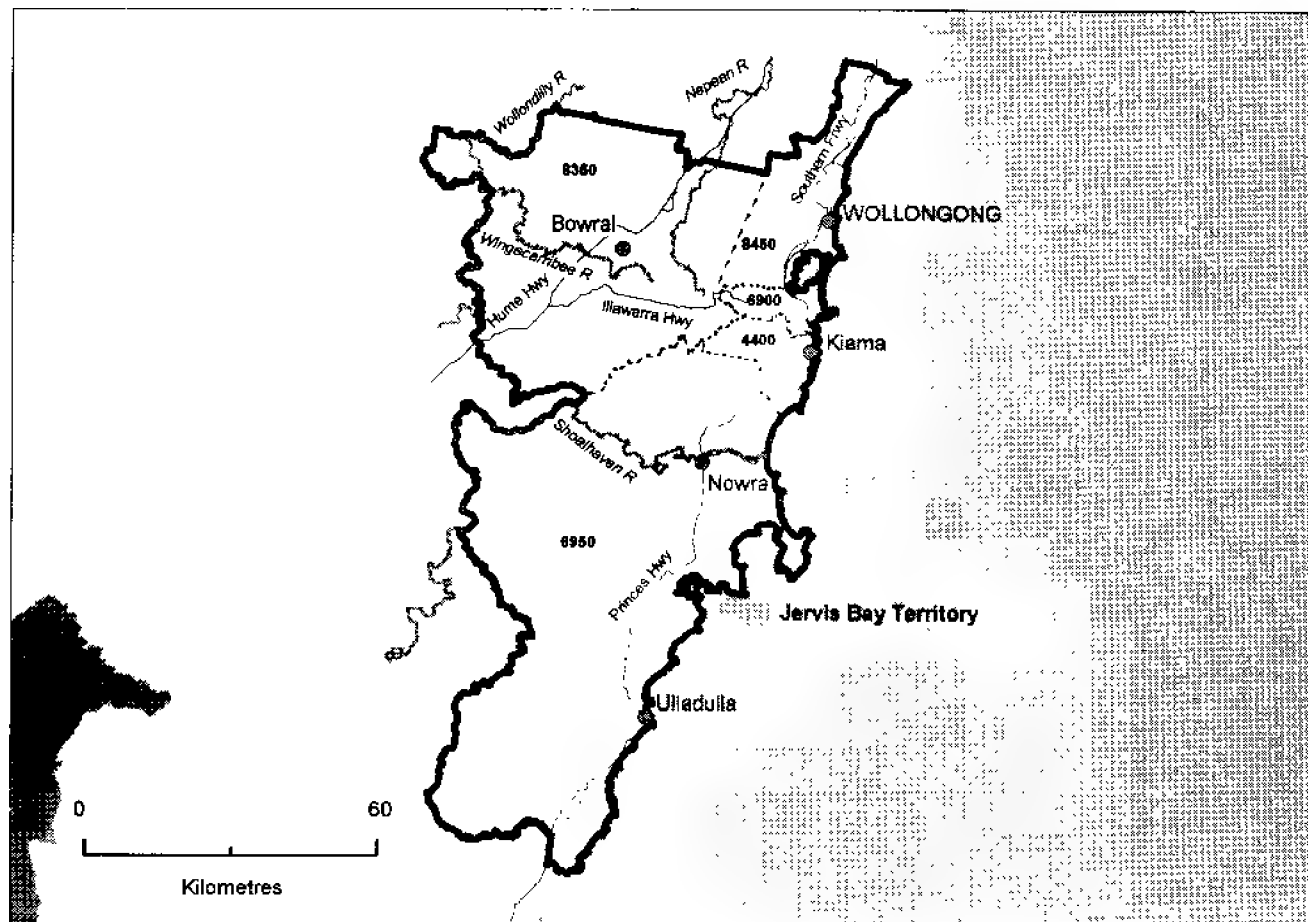 Wollondilly R
Nepean R
Southern Fwy
8350
WOLLONGONG
Bowral
8450
Wingecarribee R
Hume Hwy
Illawarra Hwy
6900
4400
Kiama
Shoalhaven R
Nowra
6950
Princes Hwy
Jervis Bay Territory
Ulladulla
0 60
Kilometres